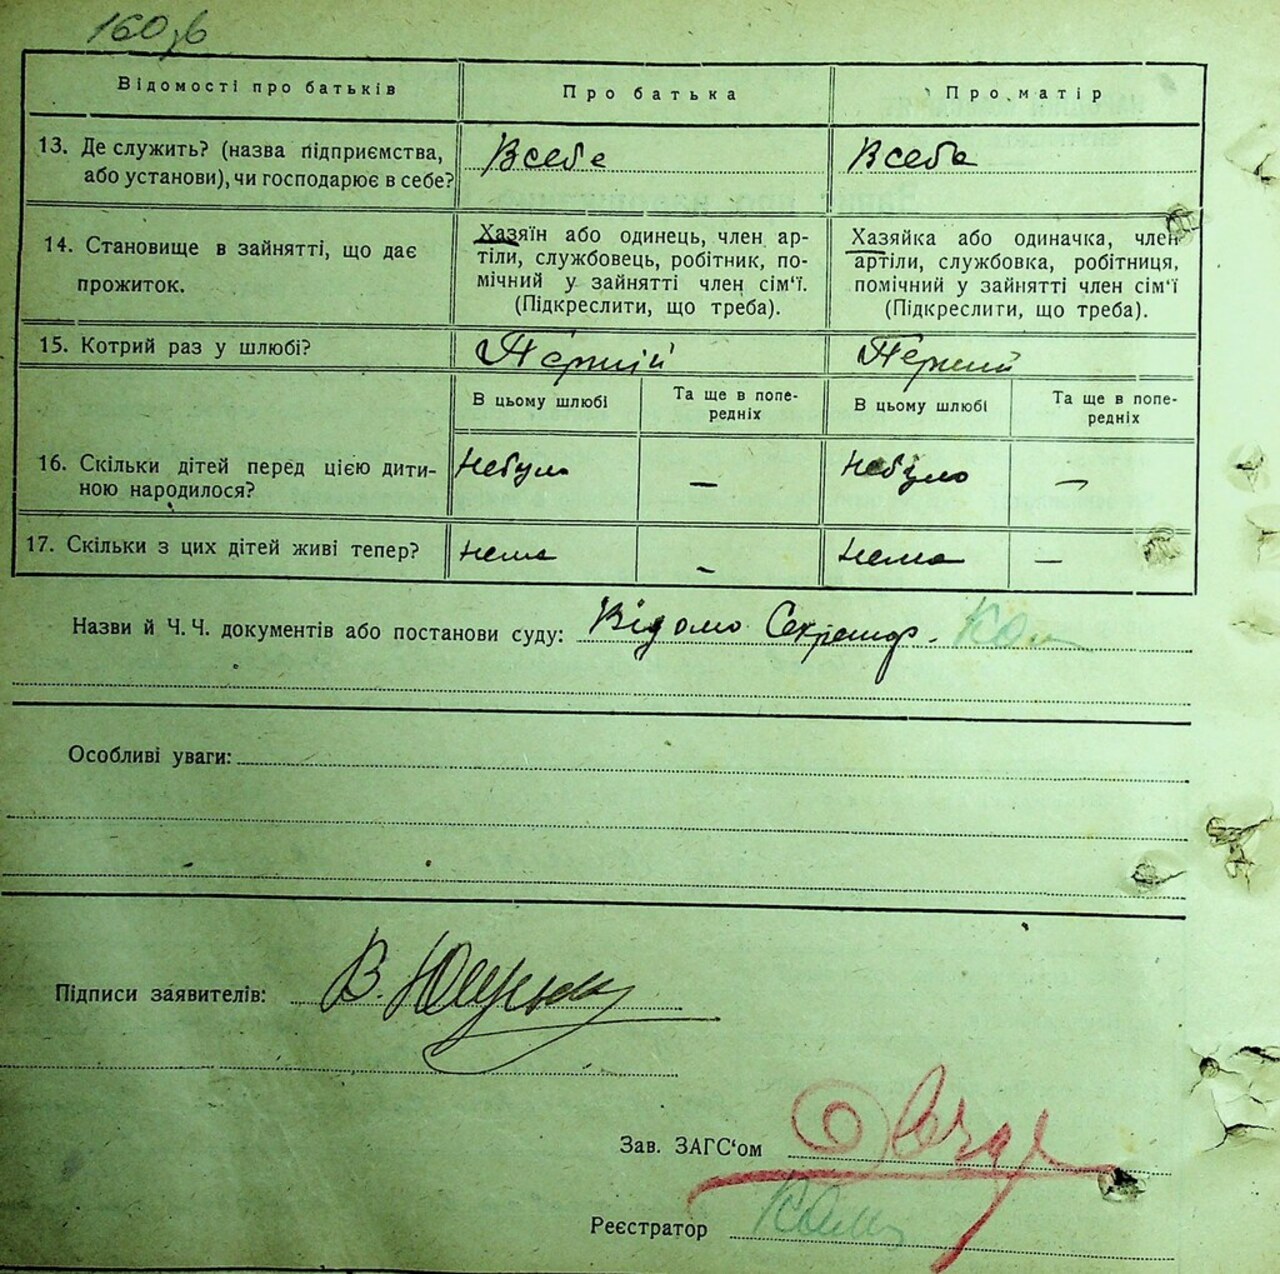 160зв
Відомості про батьків
Про батька
Про матір
13. Де служить? (назва підприємства,
або установи), чи господарює в себе?
Всебе
Всебе
14. Становище в зайнятті, що дає
прожиток.
Хазяїн або одинець, член ар-
тіли, службовець, робітник, по-
мічний у зайнятті член сім‘ї.
(Підкреслити, що треба).
Хазяйка або одиначка, член
артіли, службовка, робітниця,
помічний у зайнятті член сім‘ї
(Підкреслити, що треба).
15. Котрий раз у шлюбі?
Перший
Перший
В цьому шлюбі
Та ще в попе-
редніх
В цьому шлюбі
Та ще в попе-
редніх
16. Скільки дітей перед цією дити-
ною народилося?
Небуло
—
Небуло
—
17. Скільки з цих дітей живі тепер?
нема
-
нема
—
Назви й Ч. Ч. документів або постанови суду: Відомо Секретар.
Особливі уваги:
Підписи заявителів: В.
Зав. ЗАГС‘ом
Реєстратор